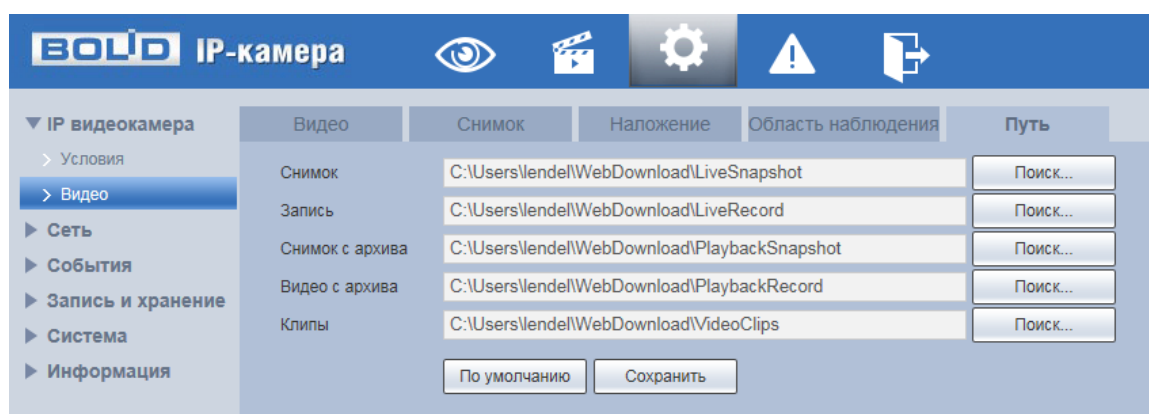 BOLID IP-камера
IP видеокамера
Условия
Видео
Сеть
События
Запись и хранение
Система
Информация
Видео Снимок Наложение Область наблюдения Путь
Снимок C:\Users\lendel\WebDownload\LiveSnapshot Поиск...
Запись C:\Users\lendel\WebDownload\LiveRecord Поиск...
Снимок с архива C:\Users\lendel\WebDownload\PlaybackSnapshot Поиск...
Видео с архива C:\Users\lendel\WebDownload\PlaybackRecord Поиск...
Клипы C:\Users\lendel\WebDownload\VideoClips Поиск...
По умолчанию Сохранить